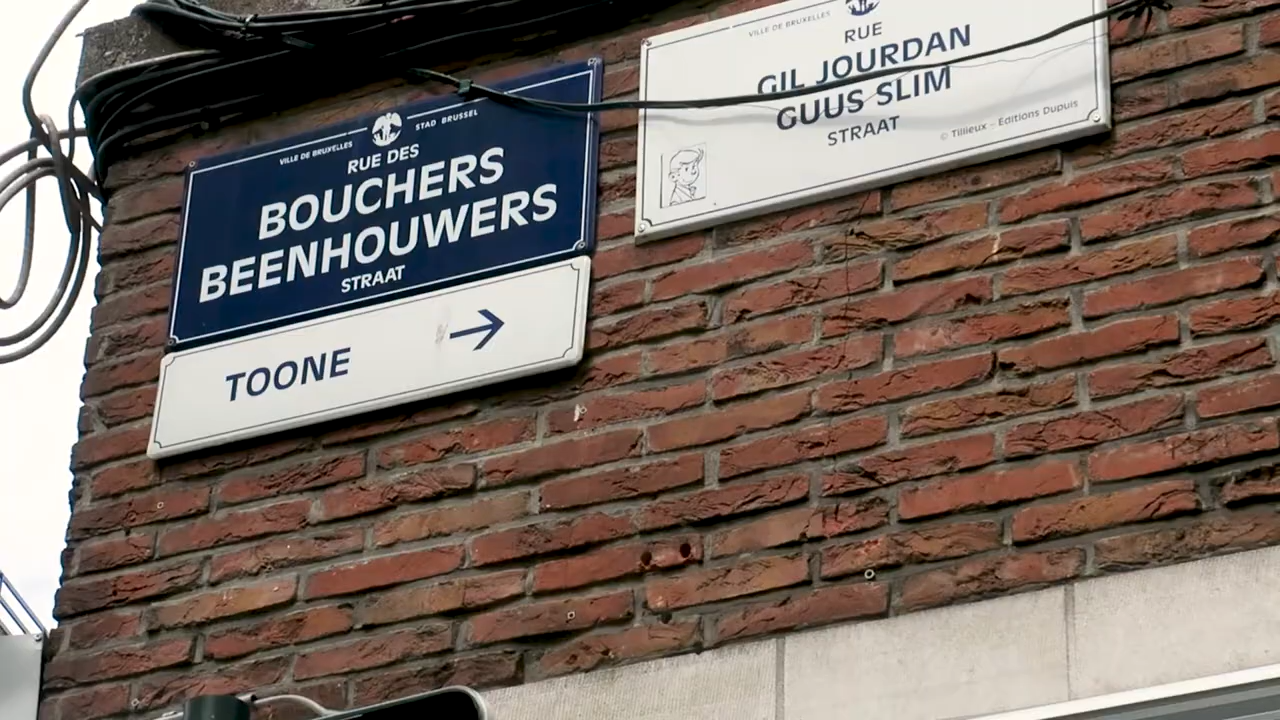 VILLE DE BRUXELLES STAD BRUSSEL
RUE DES
BOUCHERS
BEENHOUWERS
STRAAT
TOONE
VILLE DE BRUXELLES
RUE
GIL JOURDAN
GUUS SLIM
STRAAT
© Tillieux - Editions Dupuis